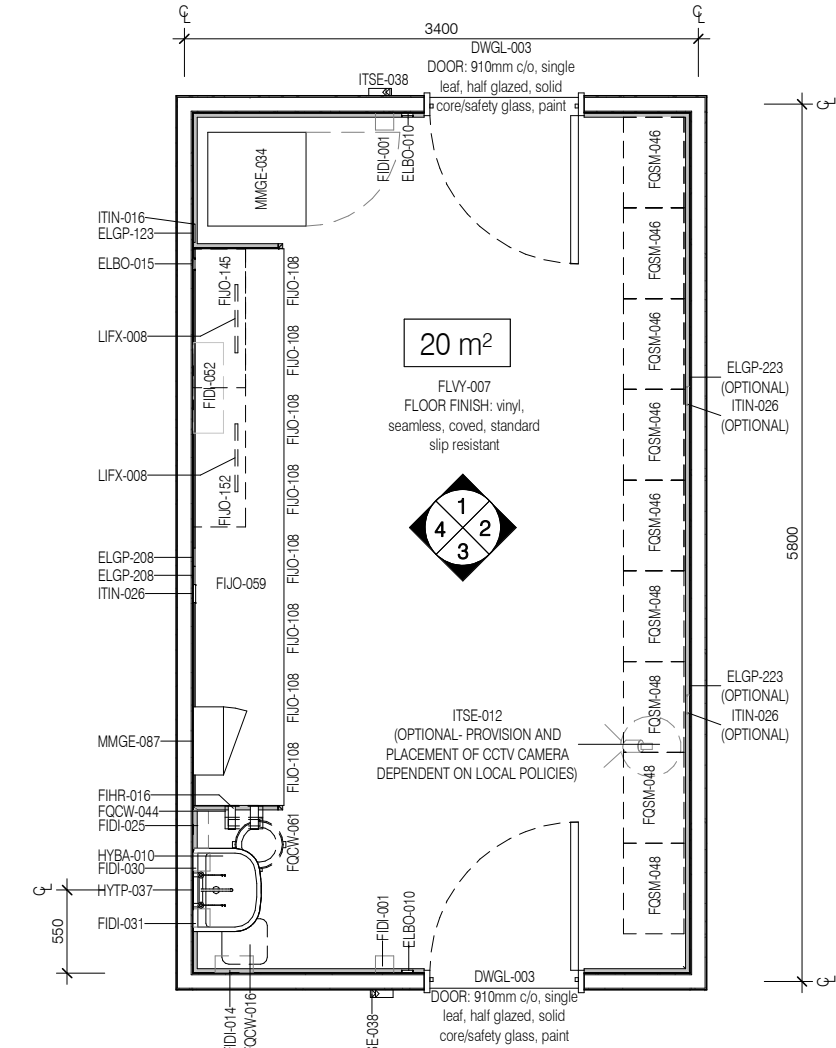 ℄
℄
3400
DWGL-003
DOOR: 910mm c/o, single
leaf, half glazed, solid
core/safety glass, paint
ITSE-038
℄
MMGE-034
FIDI-001
ELBO-010
FQSM-046
ITIN-016
ELGP-123
ELBO-015
FIJO-145
FIJO-108
FQSM-046
LIFX-008
FIJO-108
20 m²
FQSM-046
FIDI-052
FLVY-007
FLOOR FINISH: vinyl,
seamless, coved, standard
slip resistant
ELGP-223
(OPTIONAL)
ITIN-026
(OPTIONAL)
FIJO-108
FQSM-046
LIFX-008
FIJO-152
FIJO-108
1
2
3
4
FQSM-046
5800
ELGP-208
ELGP-208
ITIN-026
FIJO-059
FIJO-108
FQSM-048
FIJO-108
ELGP-223
(OPTIONAL)
ITIN-026
(OPTIONAL)
FIJO-108
FQSM-048
ITSE-012
(OPTIONAL- PROVISION AND
PLACEMENT OF CCTV CAMERA
DEPENDENT ON LOCAL POLICIES)
MMGE-087
FIJO-108
FQSM-048
FIHR-016
FQCW-044
FIDI-025
FQCW-061
HYBA-010
FIDI-030
HYTP-037
FIDI-031
℄
550
FQSM-048
FIDI-001
ELBO-010
DWGL-003
DOOR: 910mm c/o, single
leaf, half glazed, solid
core/safety glass, paint
℄